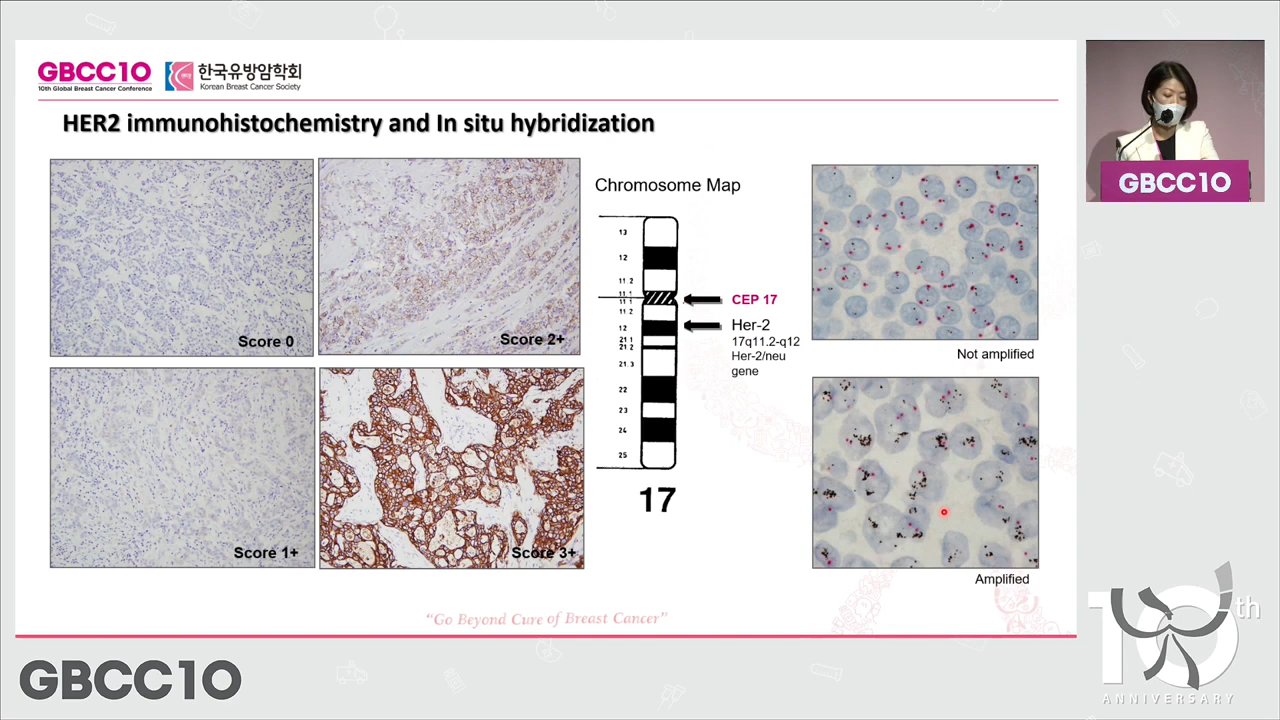 GBCC10
10th Global Breast Cancer Conference
한국유방암학회
Korean Breast Cancer Society
HER2 immunohistochemistry and In situ hybridization
Score 0
Score 2+
Score 1+
Score 3+
Chromosome Map
13
12
11 2
11 1
11 1
11 2
12
21 1
21 2
21.3
22
23
24
25
17
CEP 17
Her-2
17q11.2-q12
Her-2/neu
gene
Not amplified
Amplified
"Go Beyond Cure of Breast Cancer"
GBCC10
GBCC10
10th
ANNIVERSARY